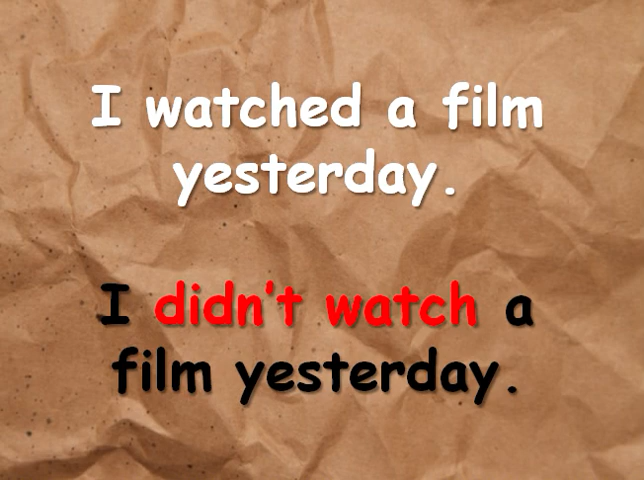 I watched a film
yesterday.
I didn't watch a
film yesterday.